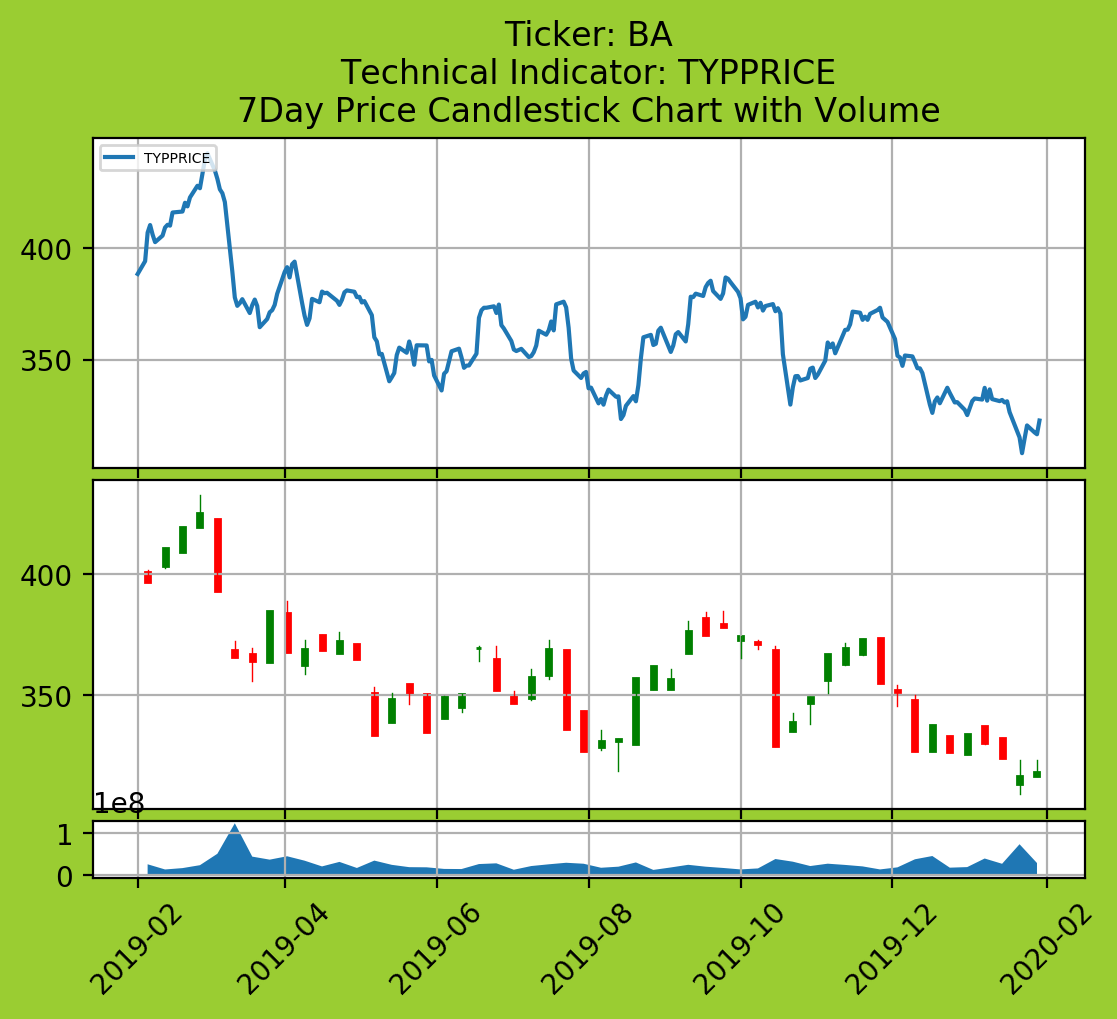 Ticker: BA
Technical Indicator: TYPPRICE
7Day Price Candlestick Chart with Volume
TYPPRICE
400
350
400
350
1e8
1
0
2019-02
2019-04
2019-06
2019-08
2019-10
2019-12
2020-02